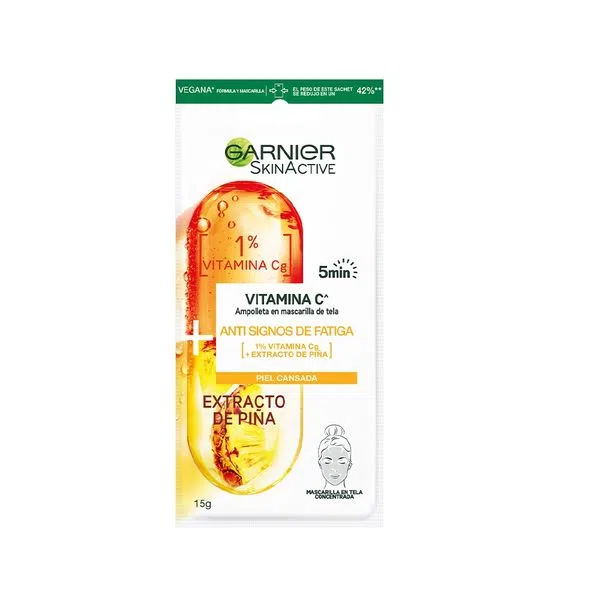 VEGANA* FÓRMULA Y MASCARILLA
EL PESO DE ESTE SACHET
SE REDUJO EN UN 42%**
GARNIER
SKINACTIVE
1%
VITAMINA Cg
5min
VITAMINA C^
Ampolleta en mascarilla de tela
+
ANTI SIGNOS DE FATIGA
[ 1% VITAMINA Cg
+ EXTRACTO DE PIÑA ]
PIEL CANSADA
EXTRACTO
DE PIÑA
MASCARILLA EN TELA
CONCENTRADA
15g